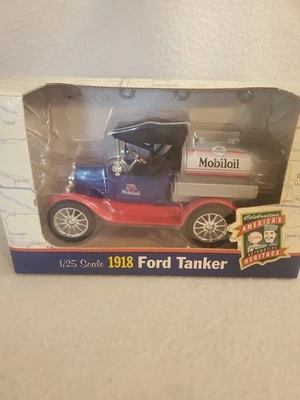 Mobiloil
Mobiloil
Celebrating
AMERICA'S
HERITAGE
1/25 Scale 1918 Ford Tanker